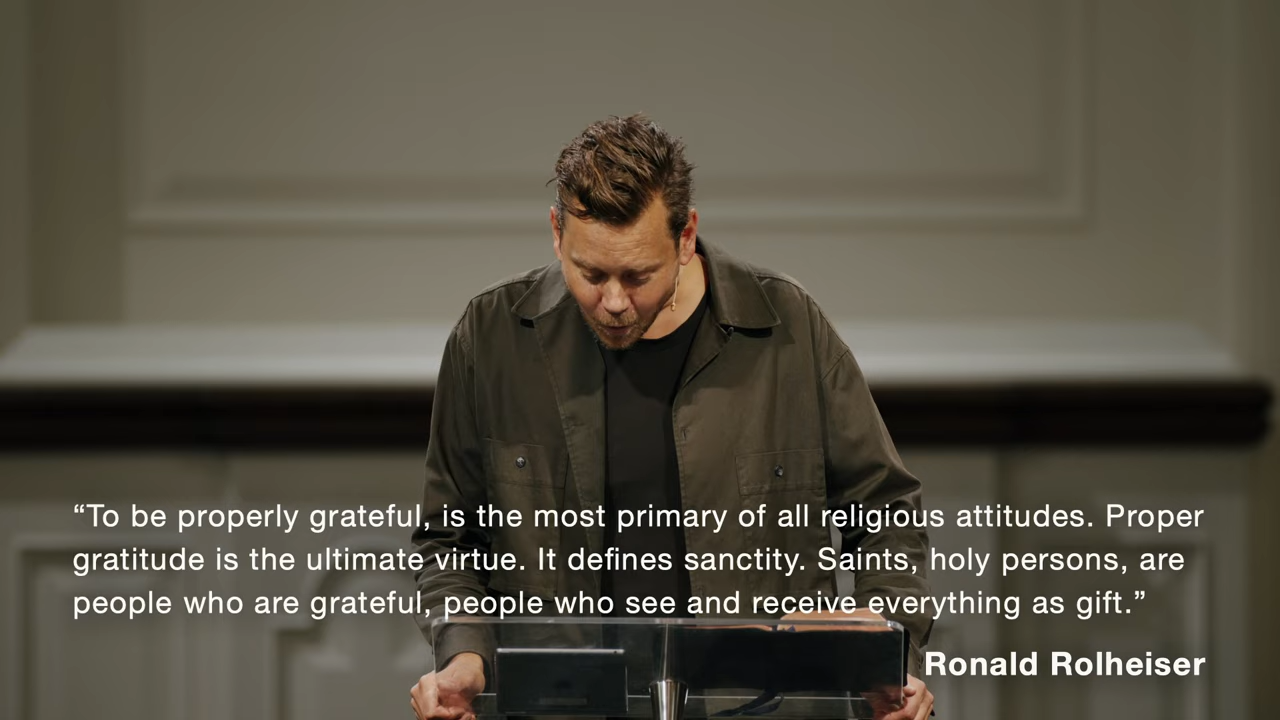 “To be properly grateful, is the most primary of all religious attitudes. Proper
gratitude is the ultimate virtue. It defines sanctity. Saints, holy persons, are
people who are grateful, people who see and receive everything as gift.”
Ronald Rolheiser